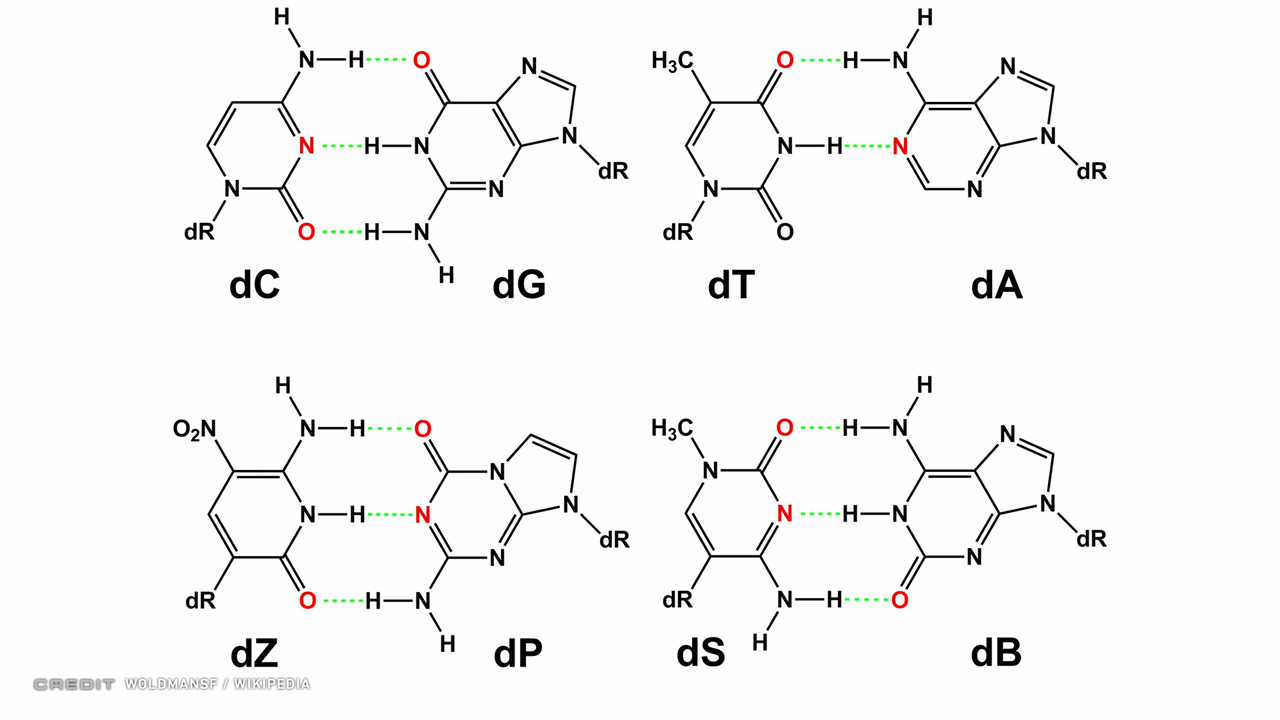 H H
N H O N H₃C O H N N
N H N N dR N H N N dR
N O H N N dR N O N
dR H
dC dG dT dA
H H
O₂N N H O H₃C O H N N
N H N N N dR N N H N N dR
dR O H N N dR N H O N
H H
dZ dP dS dB
CREDIT WOLDMANSF / WIKIPEDIA